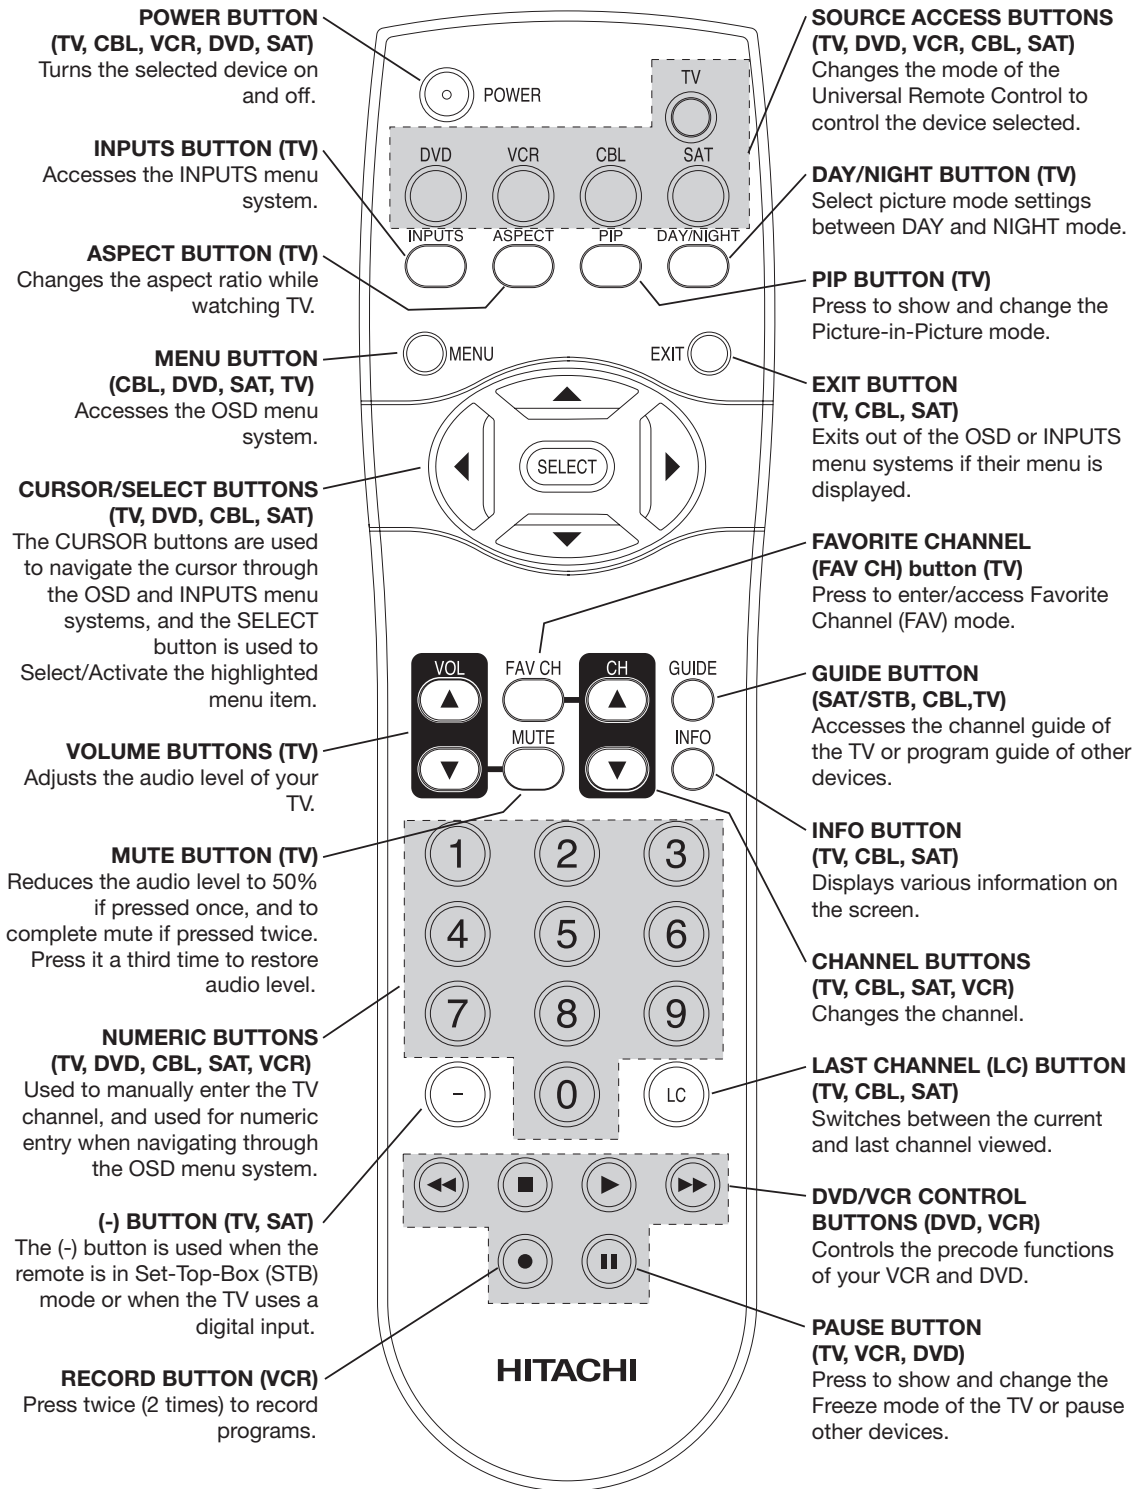 POWER BUTTON
(TV, CBL, VCR, DVD, SAT)
Turns the selected device on
and off.
INPUTS BUTTON (TV)
Accesses the INPUTS menu
system.
ASPECT BUTTON (TV)
Changes the aspect ratio while
watching TV.
MENU BUTTON
(CBL, DVD, SAT, TV)
Accesses the OSD menu
system.
CURSOR/SELECT BUTTONS
(TV, DVD, CBL, SAT)
The CURSOR buttons are used
to navigate the cursor through
the OSD and INPUTS menu
systems, and the SELECT
button is used to
Select/Activate the highlighted
menu item.
VOLUME BUTTONS (TV)
Adjusts the audio level of your
TV.
MUTE BUTTON (TV)
Reduces the audio level to 50%
if pressed once, and to
complete mute if pressed twice.
Press it a third time to restore
audio level.
NUMERIC BUTTONS
(TV, DVD, CBL, SAT, VCR)
Used to manually enter the TV
channel, and used for numeric
entry when navigating through
the OSD menu system.
(-) BUTTON (TV, SAT)
The (-) button is used when the
remote is in Set-Top-Box (STB)
mode or when the TV uses a
digital input.
RECORD BUTTON (VCR)
Press twice (2 times) to record
programs.
POWER
TV
DVD VCR CBL SAT
INPUTS ASPECT PIP DAY/NIGHT
MENU EXIT
SELECT
VOL FAV CH CH GUIDE
MUTE INFO
1 2 3
4 5 6
7 8 9
- 0 LC
HITACHI
SOURCE ACCESS BUTTONS
(TV, DVD, VCR, CBL, SAT)
Changes the mode of the
Universal Remote Control to
control the device selected.
DAY/NIGHT BUTTON (TV)
Select picture mode settings
between DAY and NIGHT mode.
PIP BUTTON (TV)
Press to show and change the
Picture-in-Picture mode.
EXIT BUTTON
(TV, CBL, SAT)
Exits out of the OSD or INPUTS
menu systems if their menu is
displayed.
FAVORITE CHANNEL
(FAV CH) button (TV)
Press to enter/access Favorite
Channel (FAV) mode.
GUIDE BUTTON
(SAT/STB, CBL,TV)
Accesses the channel guide of
the TV or program guide of other
devices.
INFO BUTTON
(TV, CBL, SAT)
Displays various information on
the screen.
CHANNEL BUTTONS
(TV, CBL, SAT, VCR)
Changes the channel.
LAST CHANNEL (LC) BUTTON
(TV, CBL, SAT)
Switches between the current
and last channel viewed.
DVD/VCR CONTROL
BUTTONS (DVD, VCR)
Controls the precode functions
of your VCR and DVD.
PAUSE BUTTON
(TV, VCR, DVD)
Press to show and change the
Freeze mode of the TV or pause
other devices.